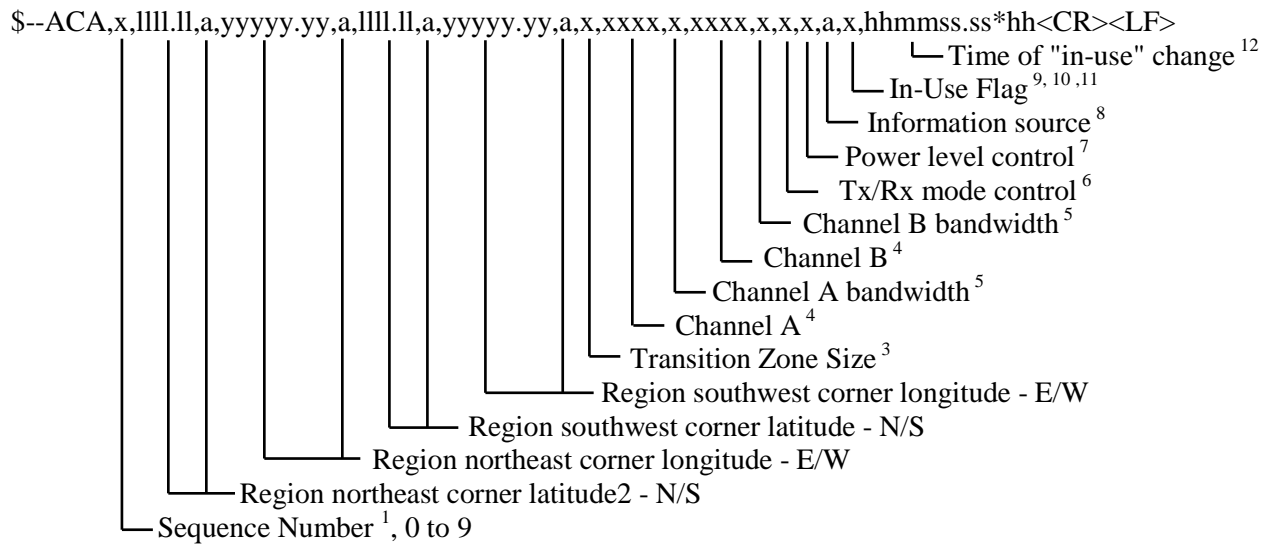 $--ACA,x,llll.ll,a,yyyyy.yy,a,llll.ll,a,yyyyy.yy,a,x,xxxx,x,xxxx,x,x,x,a,x,hhmmss.ss*hh<CR><LF>
Time of "in-use" change 12
In-Use Flag 9, 10 ,11
Information source 8
Power level control 7
Tx/Rx mode control 6
Channel B bandwidth 5
Channel B 4
Channel A bandwidth 5
Channel A 4
Transition Zone Size 3
Region southwest corner longitude - E/W
Region southwest corner latitude - N/S
Region northeast corner longitude - E/W
Region northeast corner latitude2 - N/S
Sequence Number 1, 0 to 9